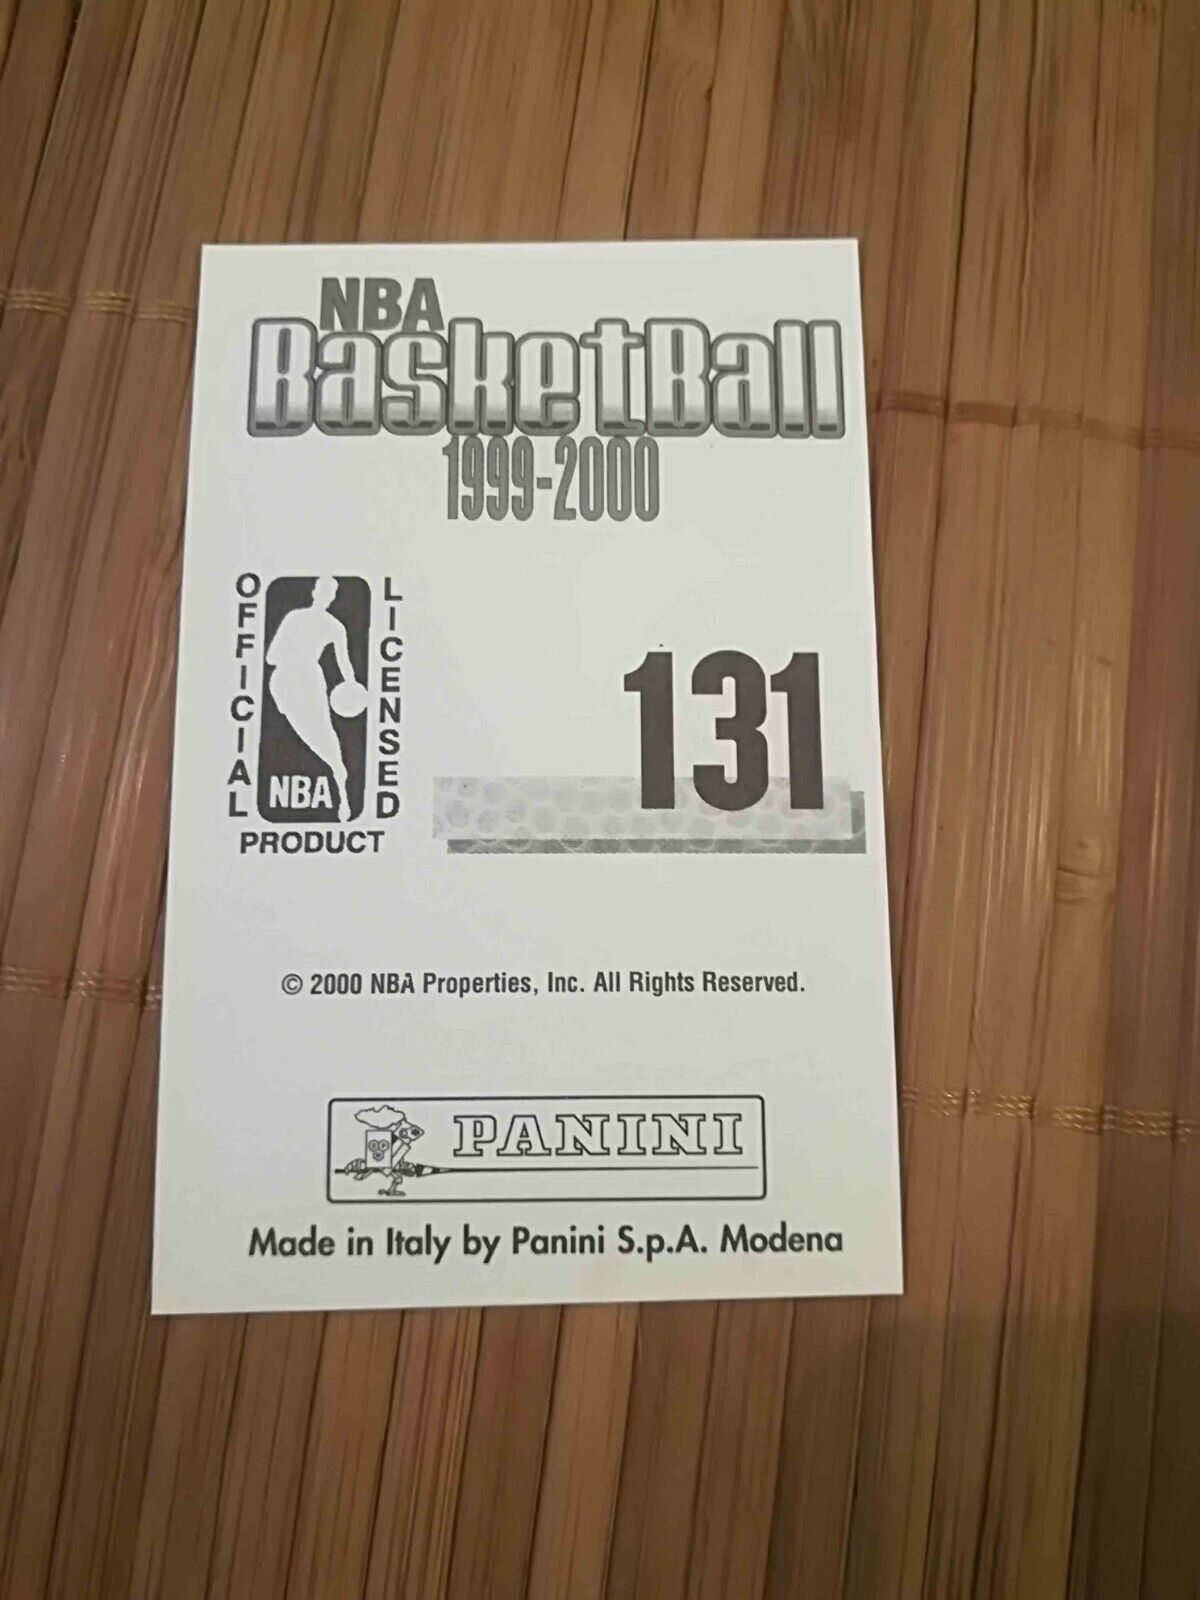 NBA
BasketBall
1999-2000
OFFICIAL
LICENSED
NBA
PRODUCT
131
© 2000 NBA Properties, Inc. All Rights Reserved.
PANINI
Made in Italy by Panini S.p.A. Modena